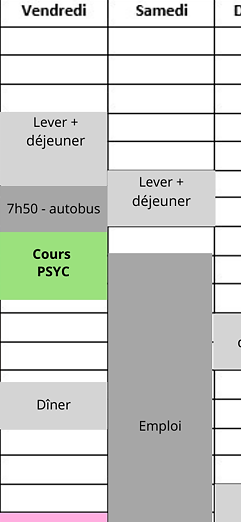 Vendredi
Samedi
Lever +
déjeuner
Lever +
déjeuner
7h50 - autobus
Cours
PSYC
Dîner
Emploi